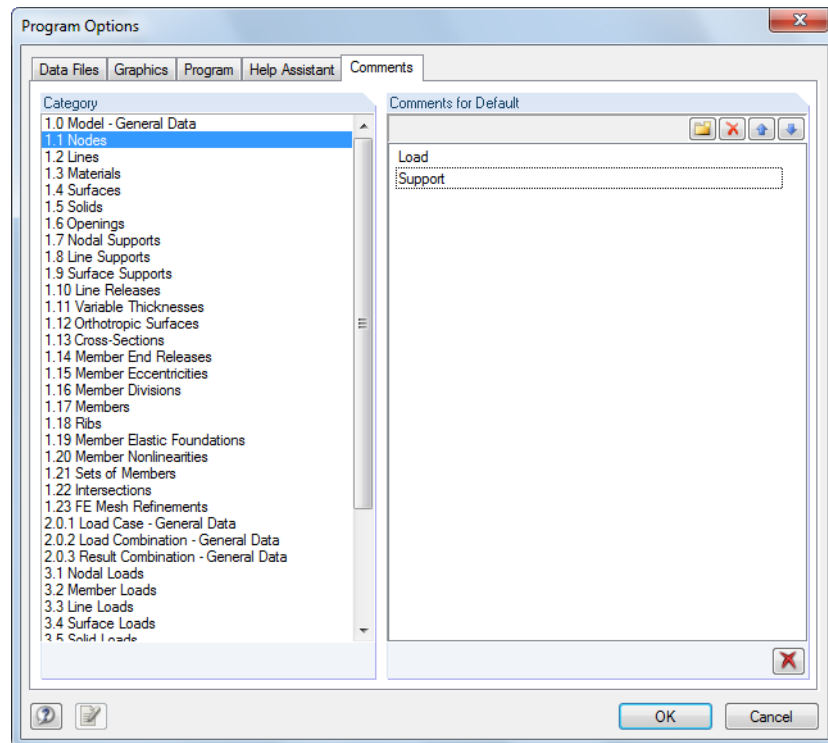 Program Options
Data Files Graphics Program Help Assistant Comments
Category
1.0 Model - General Data
1.1 Nodes
1.2 Lines
1.3 Materials
1.4 Surfaces
1.5 Solids
1.6 Openings
1.7 Nodal Supports
1.8 Line Supports
1.9 Surface Supports
1.10 Line Releases
1.11 Variable Thicknesses
1.12 Orthotropic Surfaces
1.13 Cross-Sections
1.14 Member End Releases
1.15 Member Eccentricities
1.16 Member Divisions
1.17 Members
1.18 Ribs
1.19 Member Elastic Foundations
1.20 Member Nonlinearities
1.21 Sets of Members
1.22 Intersections
1.23 FE Mesh Refinements
2.0.1 Load Case - General Data
2.0.2 Load Combination - General Data
2.0.3 Result Combination - General Data
3.1 Nodal Loads
3.2 Member Loads
3.3 Line Loads
3.4 Surface Loads
3.5 Solid Loads
Comments for Default
Load
Support
OK Cancel